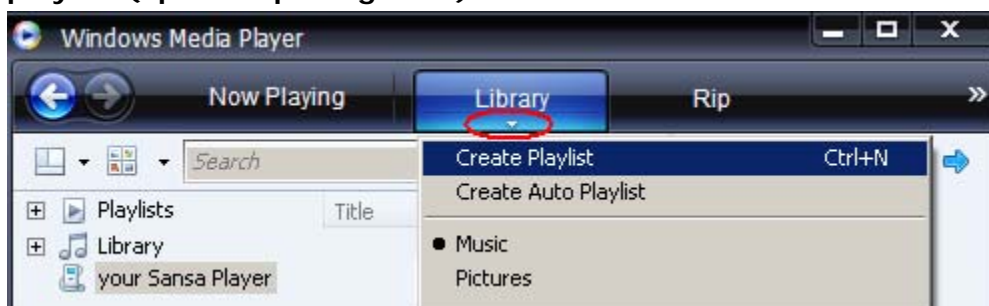 Windows Media Player
Now Playing Library Rip »
Search
Create Playlist Ctrl+N
Create Auto Playlist
Playlists Title
Library
Music
your Sansa Player
Pictures